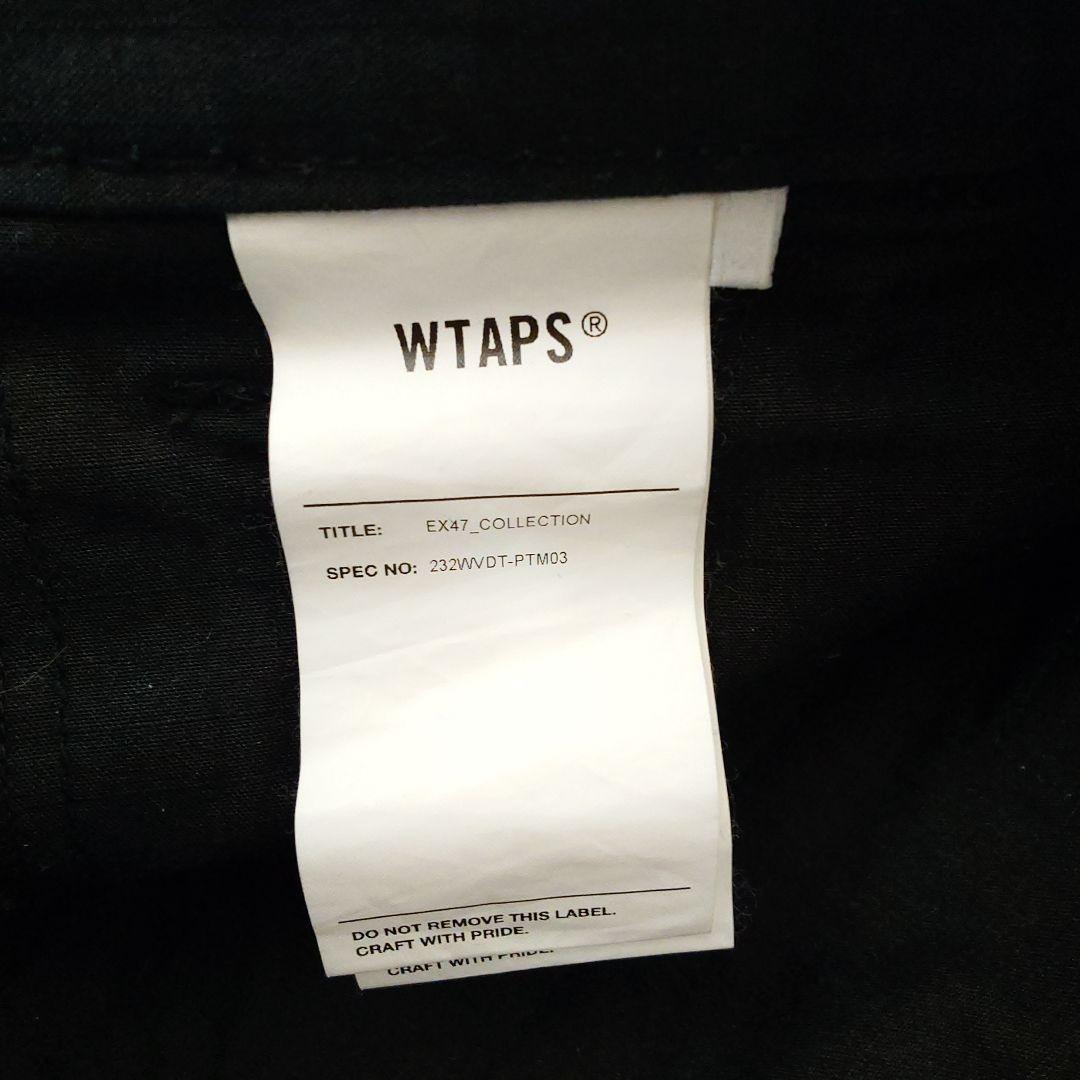 WTAPS®
TITLE: EX47_COLLECTION
SPEC NO: 232WVDT-PTM03
DO NOT REMOVE THIS LABEL.
CRAFT WITH PRIDE.
CRAFT WITH PRIDE.